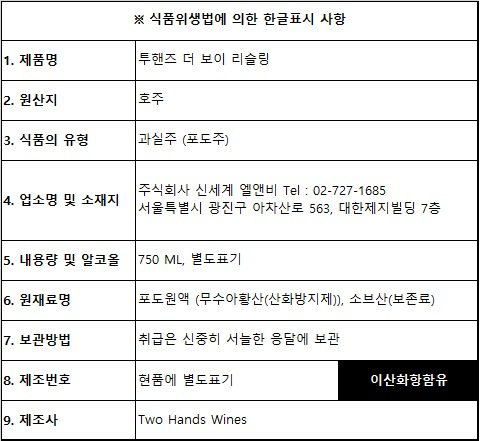 ※ 식품위생법에 의한 한글표시 사항
1. 제품명 투핸즈 더 보이 리슬링
2. 원산지 호주
3. 식품의 유형 과실주 (포도주)
4. 업소명 및 소재지 주식회사 신세계 엘앤비 Tel : 02-727-1685
서울특별시 광진구 아차산로 563, 대한제지빌딩 7층
5. 내용량 및 알코올 750 ML, 별도표기
6. 원재료명 포도원액 (무수아황산(산화방지제)), 소브산(보존료)
7. 보관방법 취급은 신중히 서늘한 응달에 보관
8. 제조번호 현품에 별도표기 이산화항함유
9. 제조사 Two Hands Wines